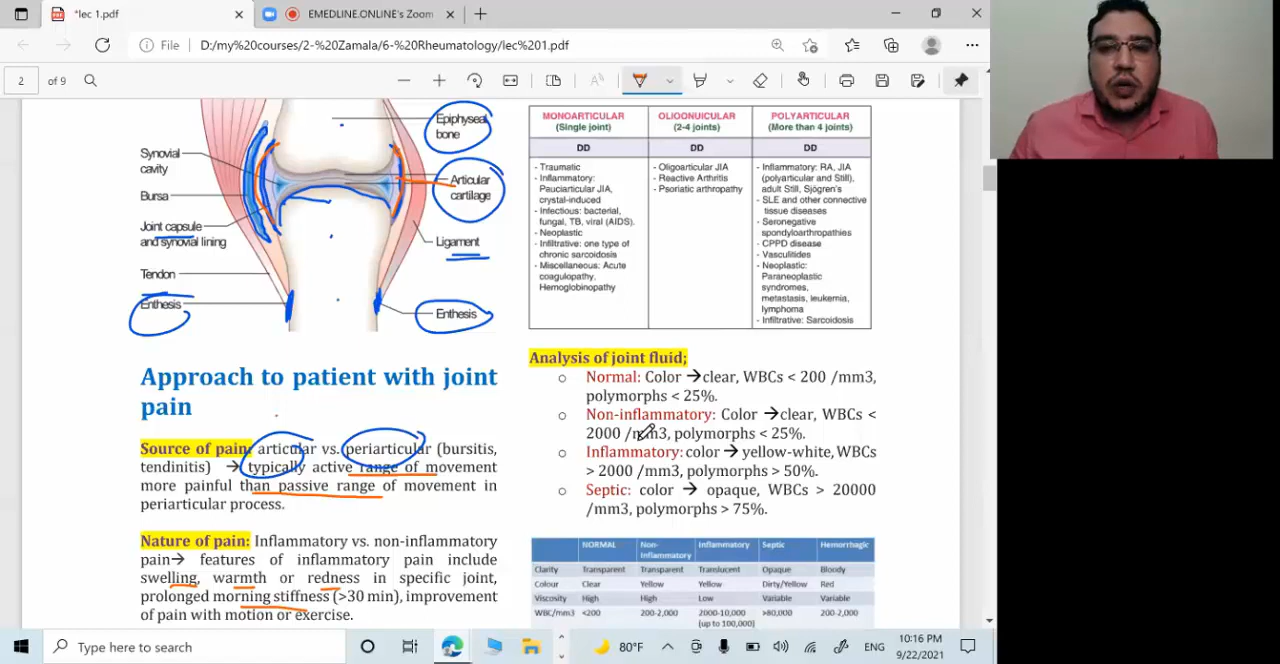 *lec 1.pdf
EMEDLINE.ONLINE's Zoom
File
D:/my%20courses/2-%20Zamala/6-%20Rheumatology/lec%201.pdf
2 of 9
Epiphyseal
bone
Synovial
cavity
Articular
cartilage
Bursa
Joint capsule
and synovial lining
Ligament
Tendon
Enthesis
Enthesis
Approach to patient with joint
pain
Source of pain: articular vs. periarticular (bursitis,
tendinitis) → typically active range of movement
more painful than passive range of movement in
periarticular process.
Nature of pain: Inflammatory vs. non-inflammatory
pain→ features of inflammatory pain include
swelling, warmth or redness in specific joint,
prolonged morning stiffness (>30 min), improvement
of pain with motion or exercise.
MONOARTICULAR
(Single joint)
DD
- Traumatic
- Inflammatory:
Pauciarticular JIA,
crystal-induced
- Infectious: bacterial,
fungal, TB, viral (AIDS).
- Neoplastic
- Infiltrative: one type of
chronic sarcoidosis
- Miscellaneous: Acute
coagulopathy,
Hemoglobinopathy
OLIGONUICULAR
(2-4 joints)
DD
- Oligoarticular JIA
- Reactive Arthritis
- Psoriatic arthropathy
POLYARTICULAR
(More than 4 joints)
DD
- Inflammatory: RA, JIA
(polyarticular and Still),
adult Still, Sjögren's
- SLE and other connective
tissue diseases
- Seronegative
spondyloarthropathies
- CPPD disease
- Vasculitides
- Neoplastic:
Paraneoplastic
syndromes,
metastasis, leukemia,
lymphoma
- Infiltrative: Sarcoidosis
Analysis of joint fluid;
o Normal: Color →clear, WBCs < 200 /mm3,
polymorphs < 25%.
o Non-inflammatory: Color →clear, WBCs <
2000 /mm3, polymorphs < 25%.
o Inflammatory: color → yellow-white, WBCs
> 2000 /mm3, polymorphs > 50%.
o Septic: color → opaque, WBCs > 20000
/mm3, polymorphs > 75%.
NORMAL Non-Inflammatory Inflammatory Septic Hemorrhagic
Clarity Transparent Transparent Translucent Opaque Bloody
Colour Clear Yellow Yellow Dirty/Yellow Red
Viscosity High High Low Variable Variable
WBC/mm3 <200 200-2,000 2000-10,000 >80,000 200-2,000
(up to 100,000)
Type here to search
80°F
ENG
10:16 PM
9/22/2021